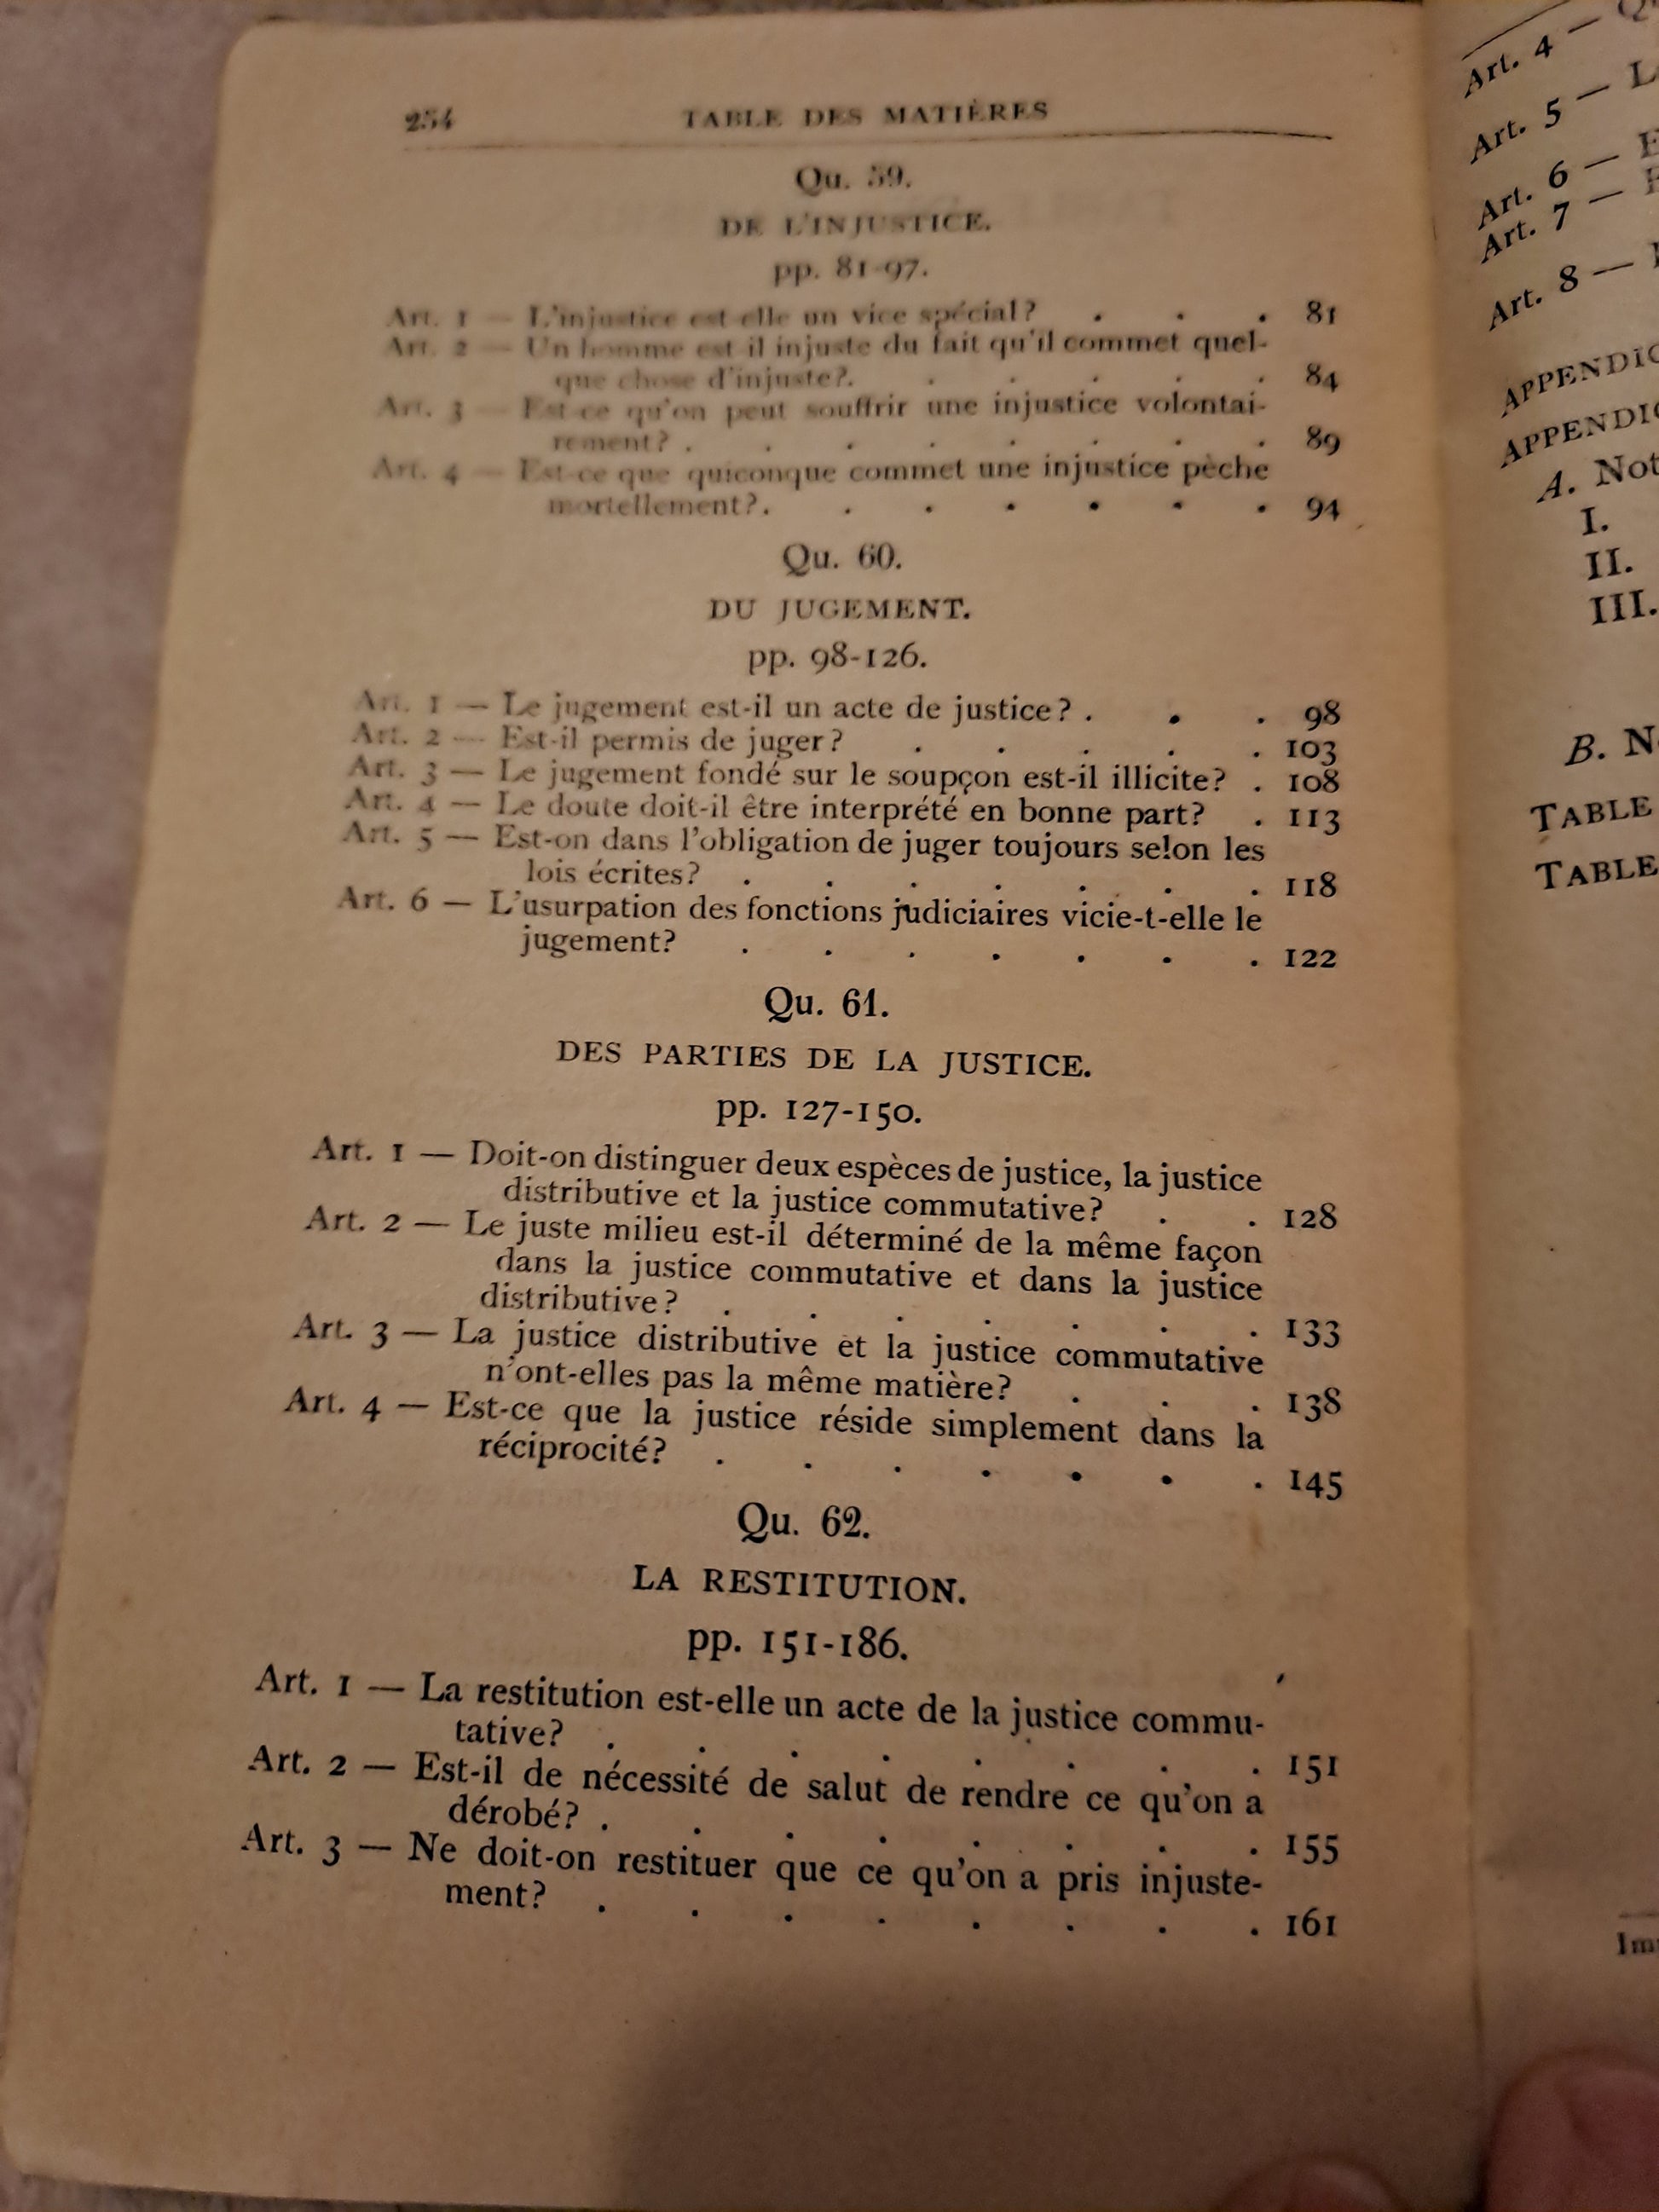 254 TABLE DES MATIÈRES
Qu. 59.
DE L'INJUSTICE.
pp. 81-97.
Art. 1 — L'injustice est-elle un vice spécial? . . . 81
Art. 2 — Un homme est-il injuste du fait qu'il commet quel-
que chose d'injuste?. . . . . . 84
Art. 3 — Est-ce qu'on peut souffrir une injustice volontai-
rement? . . . . . . . . 89
Art. 4 — Est-ce que quiconque commet une injustice pèche
mortellement?. . . . . . . 94
Qu. 60.
DU JUGEMENT.
pp. 98-126.
Art. 1 — Le jugement est-il un acte de justice? . . . 98
Art. 2 — Est-il permis de juger? . . . . . 103
Art. 3 — Le jugement fondé sur le soupçon est-il illicite? . 108
Art. 4 — Le doute doit-il être interprété en bonne part? . 113
Art. 5 — Est-on dans l'obligation de juger toujours selon les
lois écrites? . . . . . . . 118
Art. 6 — L'usurpation des fonctions judiciaires vicie-t-elle le
jugement? . . . . . . . 122
Qu. 61.
DES PARTIES DE LA JUSTICE.
pp. 127-150.
Art. 1 — Doit-on distinguer deux espèces de justice, la justice
distributive et la justice commutative? . . 128
Art. 2 — Le juste milieu est-il déterminé de la même façon
dans la justice commutative et dans la justice
distributive? . . . . . . . 133
Art. 3 — La justice distributive et la justice commutative
n'ont-elles pas la même matière? . . . 138
Art. 4 — Est-ce que la justice réside simplement dans la
réciprocité? . . . . . . . 145
Qu. 62.
LA RESTITUTION.
pp. 151-186.
Art. 1 — La restitution est-elle un acte de la justice commu-
tative? . . . . . . . . 151
Art. 2 — Est-il de nécessité de salut de rendre ce qu'on a
dérobé? . . . . . . . . 155
Art. 3 — Ne doit-on restituer que ce qu'on a pris injuste-
ment? . . . . . . . . 161
Art. 4 —
Art. 5 —
Art. 6 —
Art. 7 —
Art. 8 —
A.
I.
II.
III.
B.
TABLE
TABLE